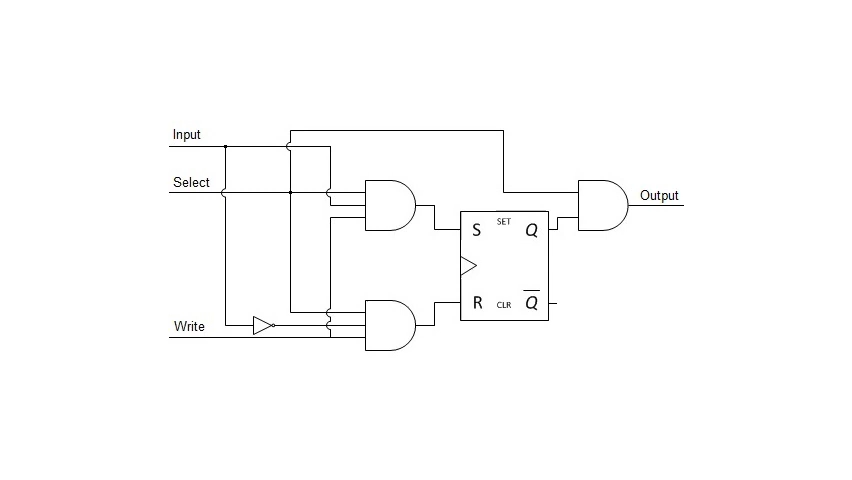 Input
Select
Output
S SET Q
R CLR Q̅
Write